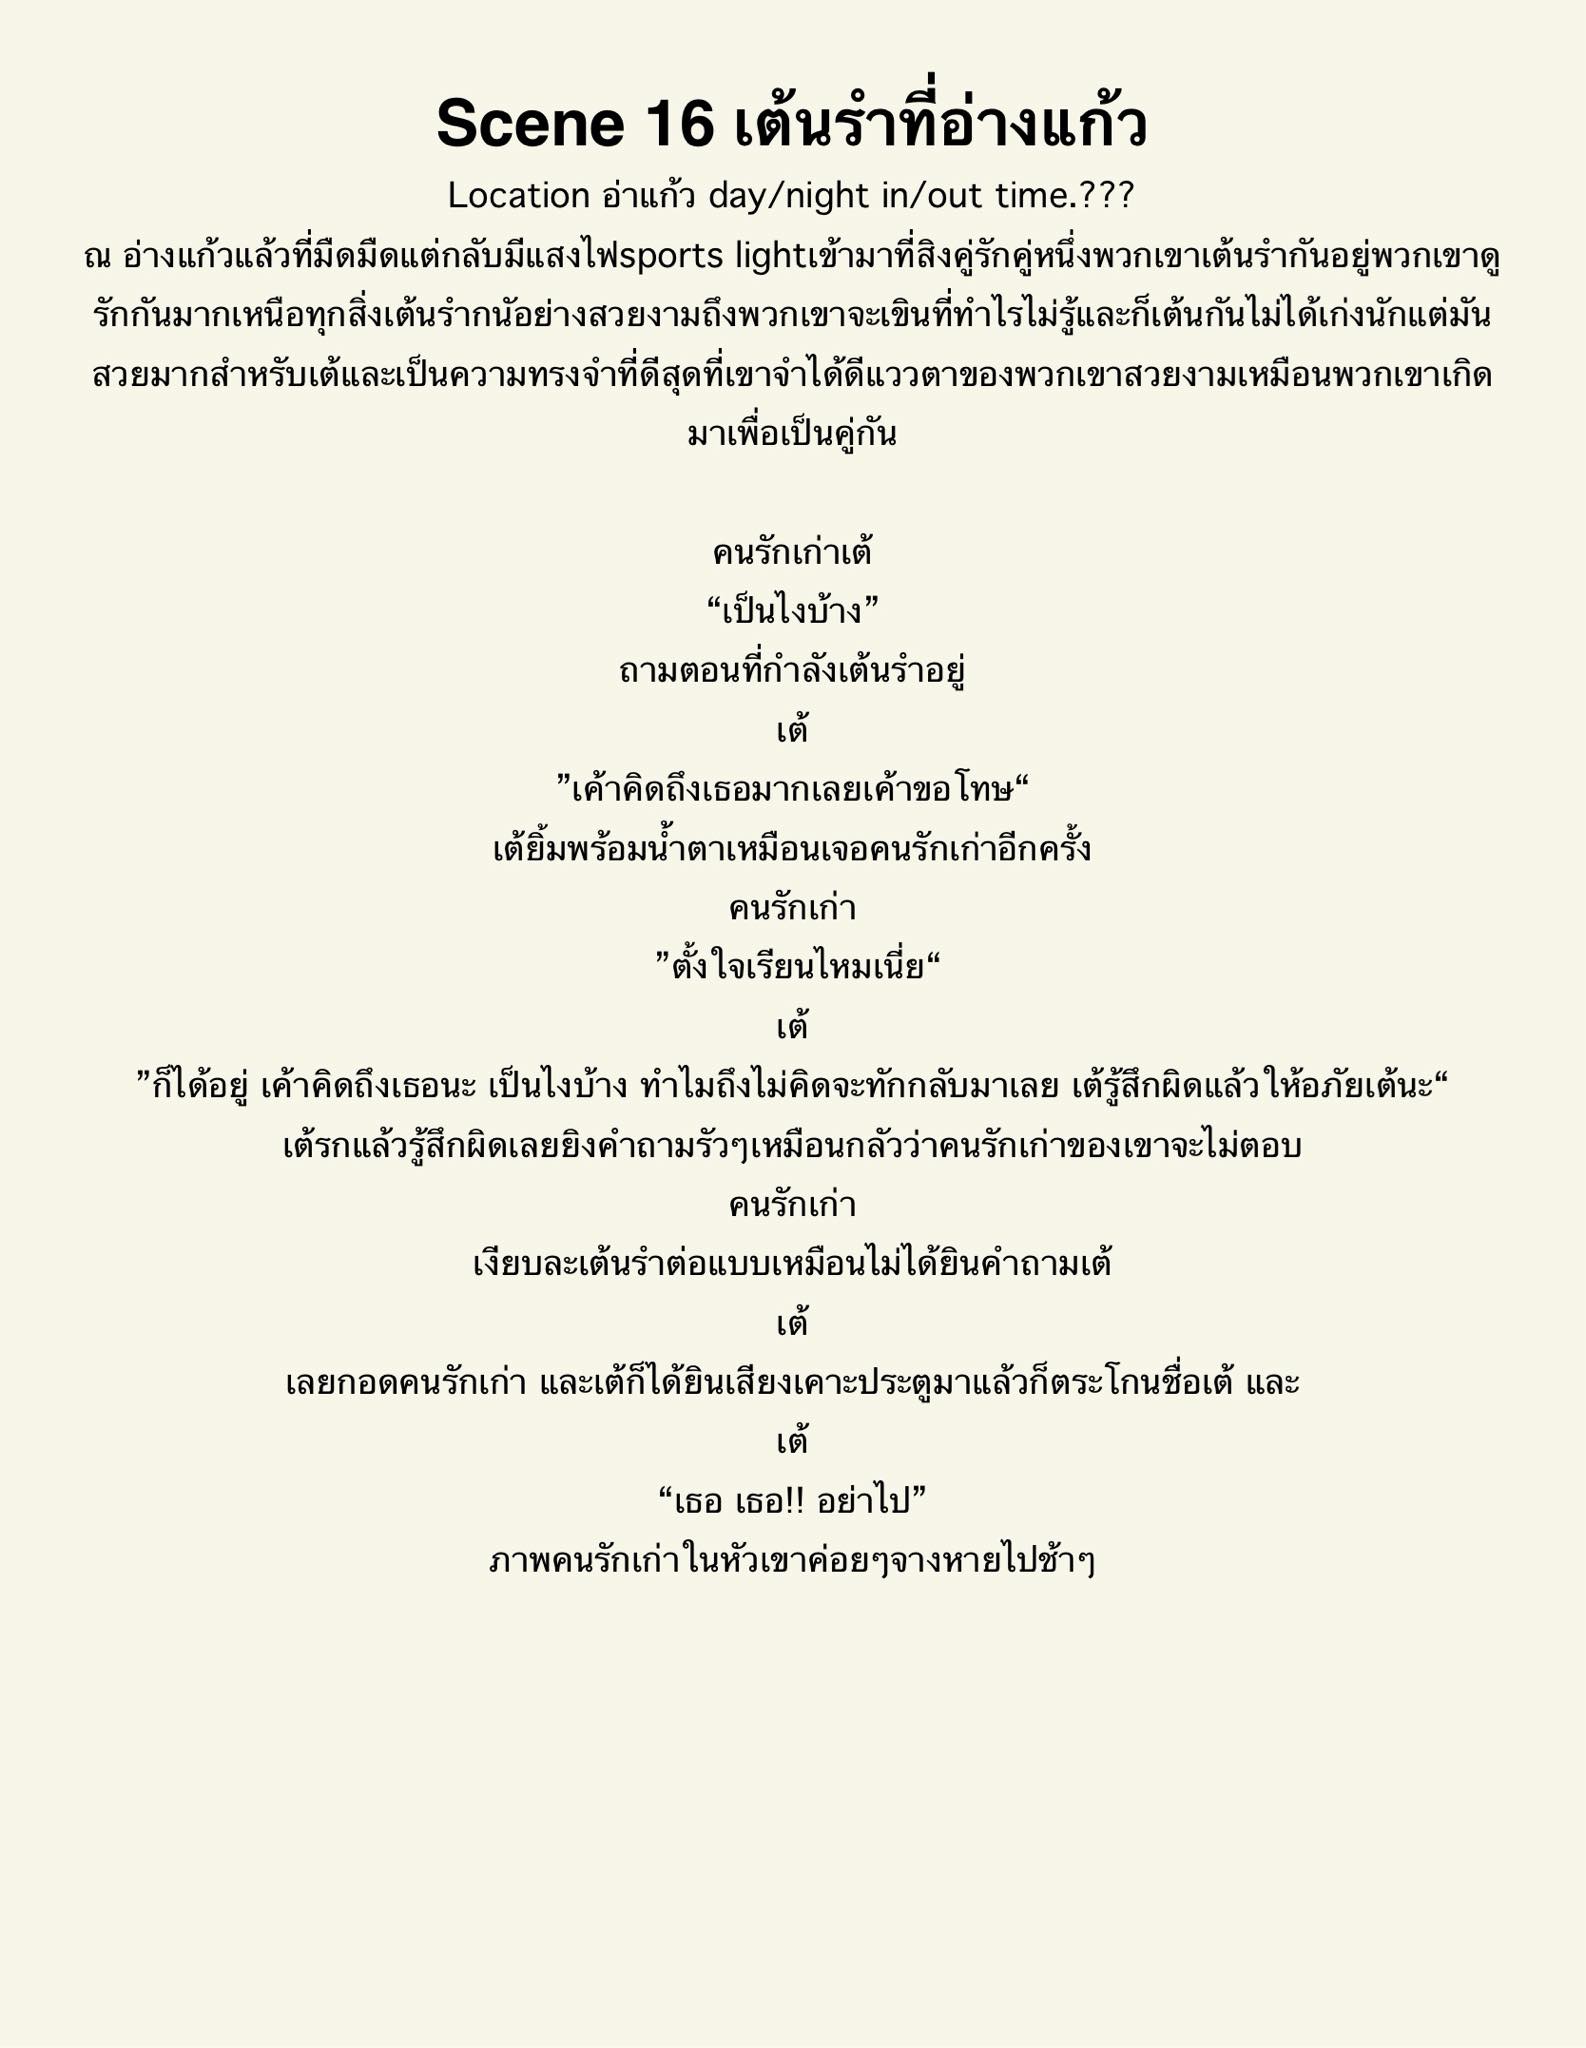 Scene 16 เต้นรำที่อ่างแก้ว
Location อ่าแก้ว day/night in/out time.???
ณ อ่างแก้วแล้วที่มืดมืดแต่กลับมีแสงไฟsports lightเข้ามาที่สิงคู่รักคู่หนึ่งพวกเขาเต้นรำกันอยู่พวกเขาดู
รักกันมากเหนือทุกสิ่งเต้นรำกนัอย่างสวยงามถึงพวกเขาจะเขินที่ทำไรไม่รู้และก็เต้นกันไม่ได้เก่งนักแต่มัน
สวยมากสำหรับเต้และเป็นความทรงจำที่ดีสุดที่เขาจำได้ดีแววตาของพวกเขาสวยงามเหมือนพวกเขาเกิด
มาเพื่อเป็นคู่กัน
คนรักเก่าเต้
“เป็นไงบ้าง”
ถามตอนที่กำลังเต้นรำอยู่
เต้
”เค้าคิดถึงเธอมากเลยเค้าขอโทษ“
เต้ยิ้มพร้อมน้ำตาเหมือนเจอคนรักเก่าอีกครั้ง
คนรักเก่า
”ตั้งใจเรียนไหมเนี่ย“
เต้
”ก็ได้อยู่ เค้าคิดถึงเธอนะ เป็นไงบ้าง ทำไมถึงไม่คิดจะทักกลับมาเลย เต้รู้สึกผิดแล้วให้อภัยเต้นะ“
เต้รกแล้วรู้สึกผิดเลยยิงคำถามรัวๆเหมือนกลัวว่าคนรักเก่าของเขาจะไม่ตอบ
คนรักเก่า
เงียบละเต้นรำต่อแบบเหมือนไม่ได้ยินคำถามเต้
เต้
เลยกอดคนรักเก่า และเต้ก็ได้ยินเสียงเคาะประตูมาแล้วก็ตระโกนชื่อเต้ และ
เต้
“เธอ เธอ!! อย่าไป”
ภาพคนรักเก่าในหัวเขาค่อยๆจางหายไปช้าๆ